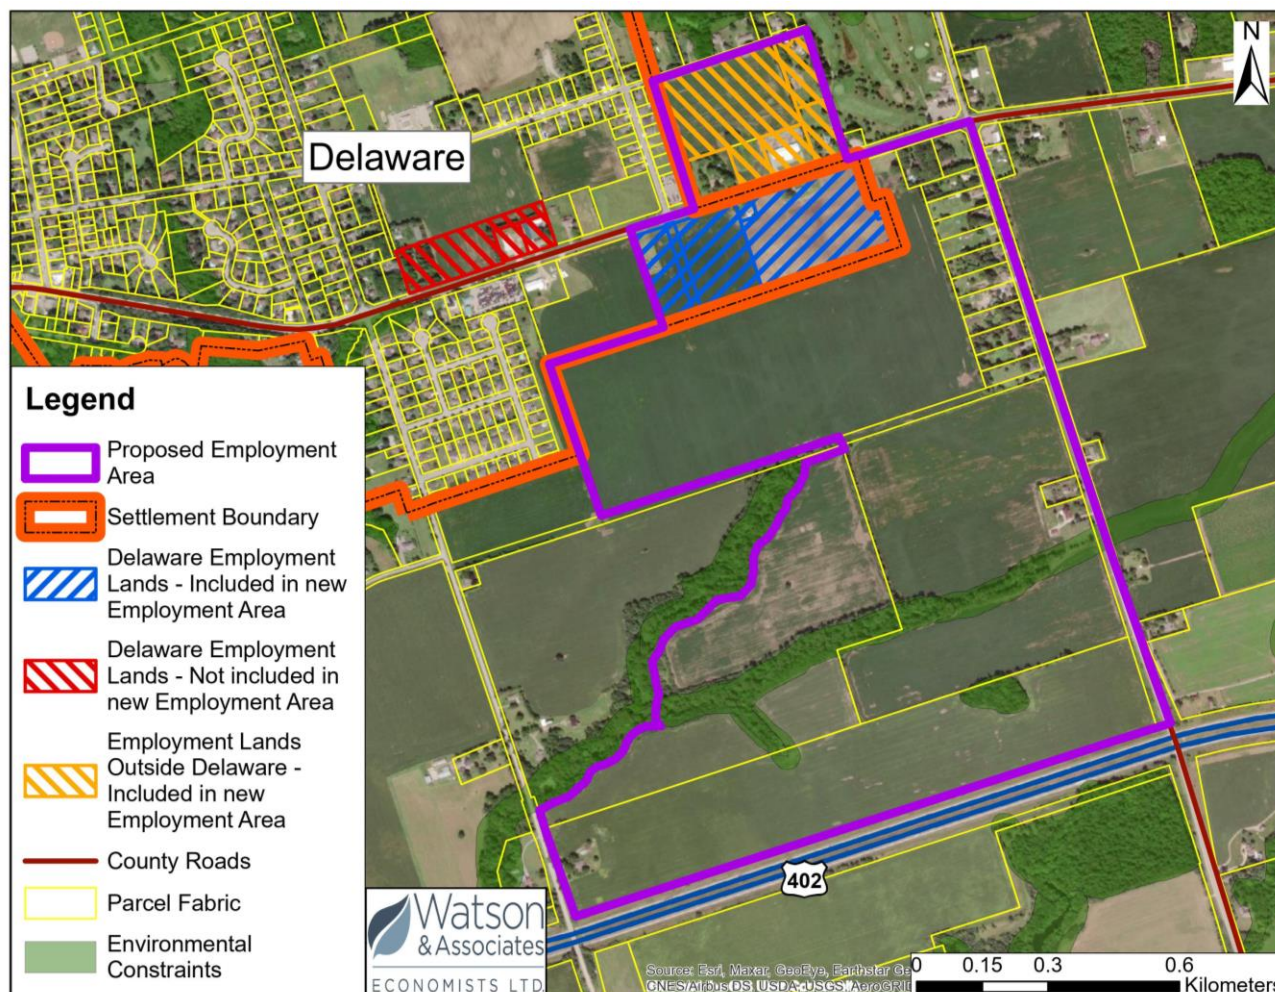 N
Delaware
Legend
Proposed Employment
Area
Settlement Boundary
Delaware Employment
Lands - Included in new
Employment Area
Delaware Employment
Lands - Not included in
new Employment Area
Employment Lands
Outside Delaware -
Included in new
Employment Area
County Roads
Parcel Fabric
Environmental
Constraints
402
Watson
& Associates
ECONOMISTS LTD
Source: Esri, Maxar, GeoEye, Earthstar Ge
CNES/Airbus DS, USDA, USGS, AeroGRID
0 0.15 0.3 0.6
Kilometers